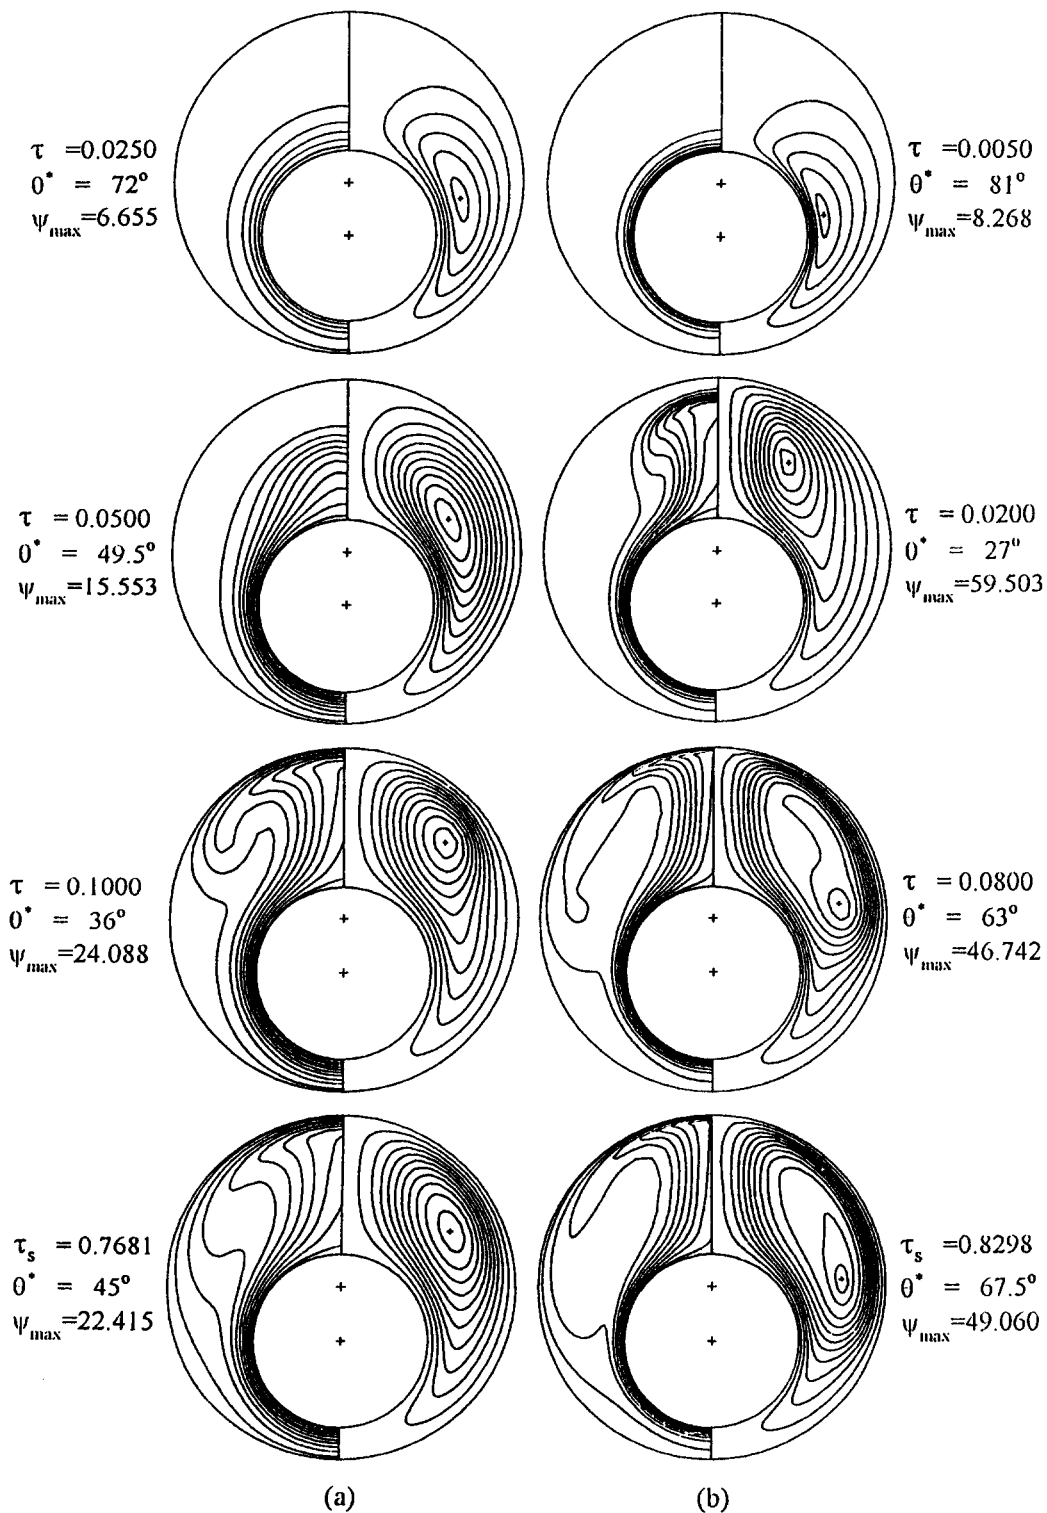 τ =0.0250
θ* = 72°
ψmax=6.655
τ =0.0050
θ* = 81°
ψmax=8.268
τ = 0.0500
θ* = 49.5°
ψmax=15.553
τ = 0.0200
θ* = 27°
ψmax=59.503
τ = 0.1000
θ* = 36°
ψmax=24.088
τ = 0.0800
θ* = 63°
ψmax=46.742
τs = 0.7681
θ* = 45°
ψmax=22.415
τs =0.8298
θ* = 67.5°
ψmax=49.060
(a)
(b)